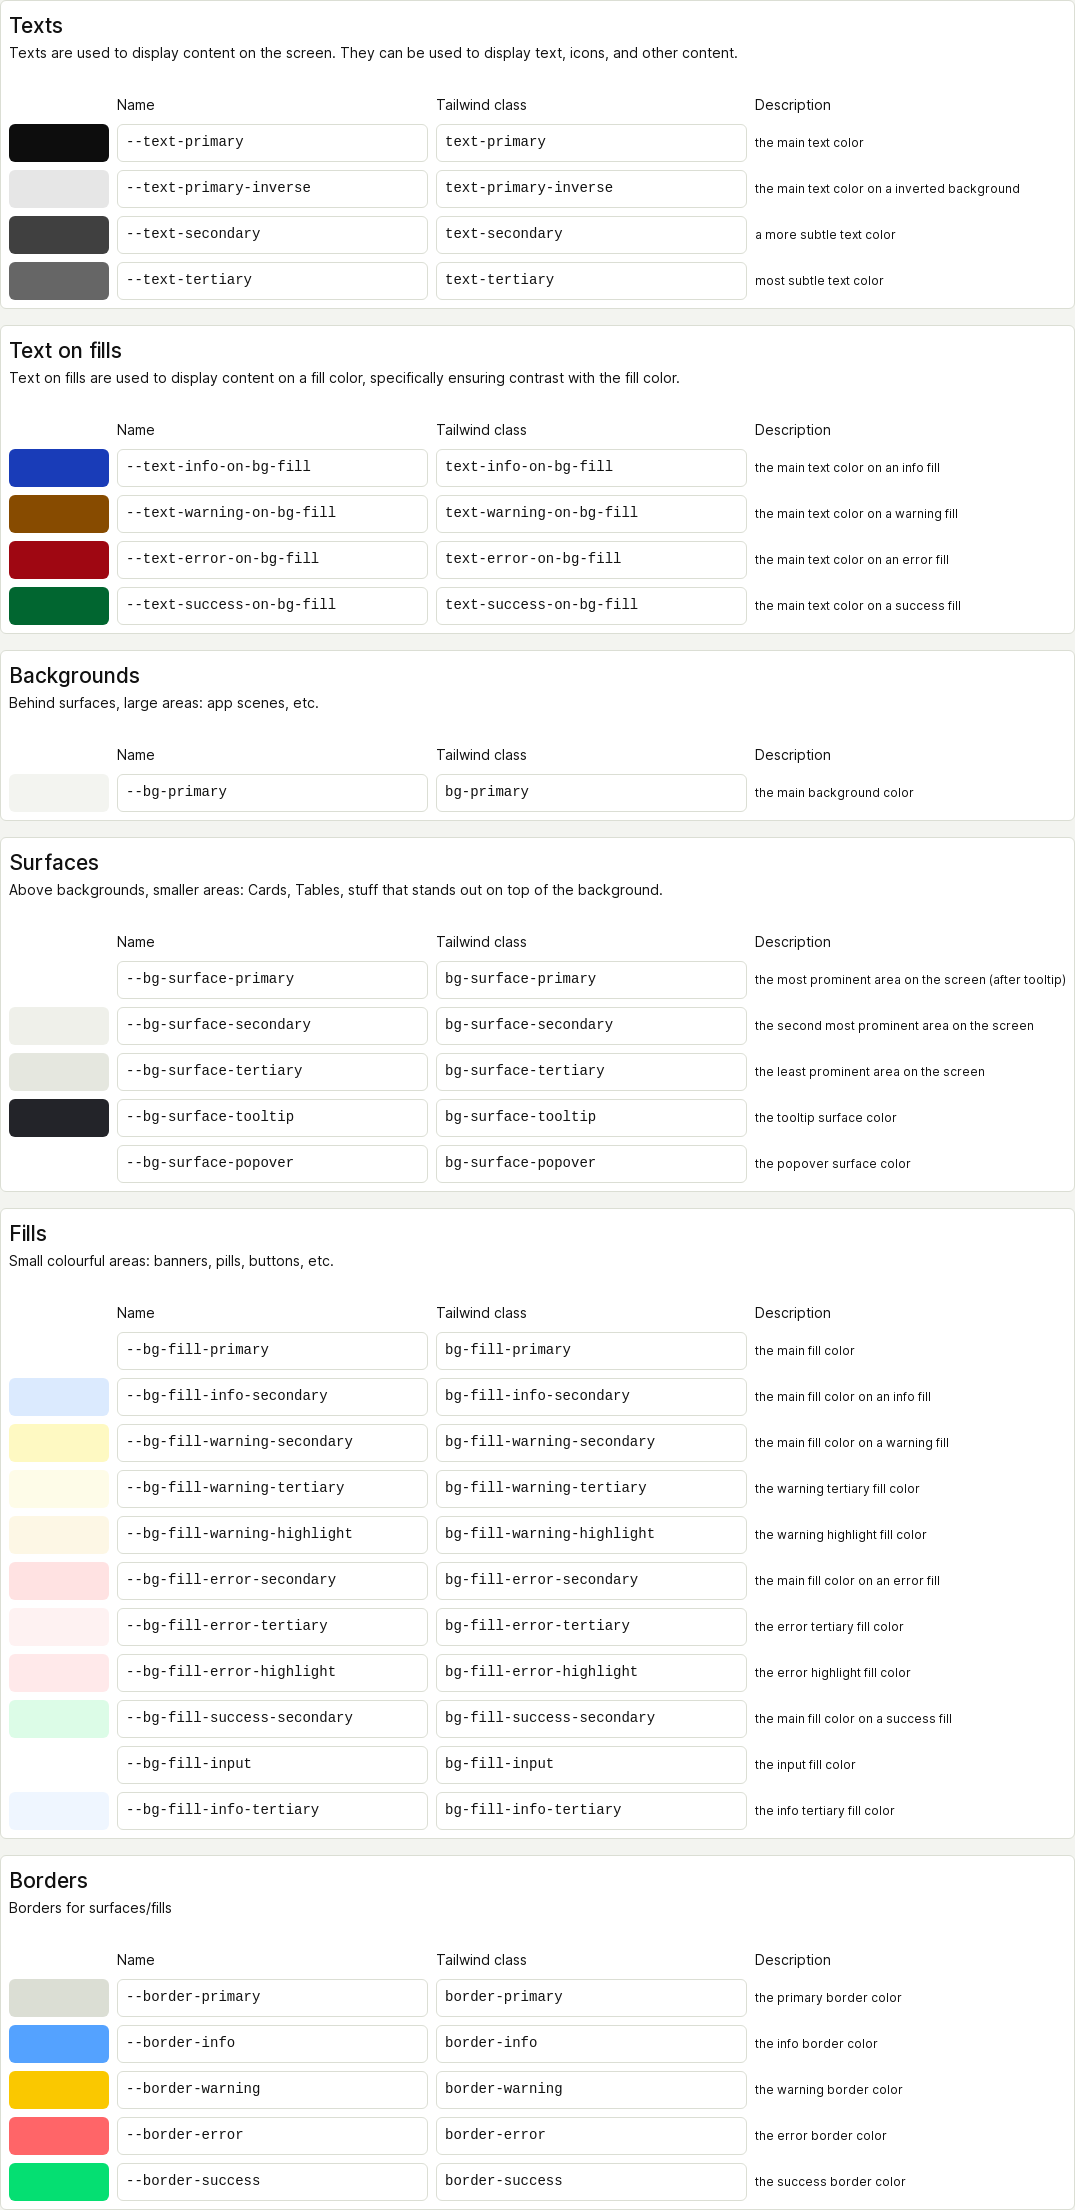 Texts
Texts are used to display content on the screen. They can be used to display text, icons, and other content.
Name Tailwind class Description
--text-primary text-primary the main text color
--text-primary-inverse text-primary-inverse the main text color on a inverted background
--text-secondary text-secondary a more subtle text color
--text-tertiary text-tertiary most subtle text color
Text on fills
Text on fills are used to display content on a fill color, specifically ensuring contrast with the fill color.
Name Tailwind class Description
--text-info-on-bg-fill text-info-on-bg-fill the main text color on an info fill
--text-warning-on-bg-fill text-warning-on-bg-fill the main text color on a warning fill
--text-error-on-bg-fill text-error-on-bg-fill the main text color on an error fill
--text-success-on-bg-fill text-success-on-bg-fill the main text color on a success fill
Backgrounds
Behind surfaces, large areas: app scenes, etc.
Name Tailwind class Description
--bg-primary bg-primary the main background color
Surfaces
Above backgrounds, smaller areas: Cards, Tables, stuff that stands out on top of the background.
Name Tailwind class Description
--bg-surface-primary bg-surface-primary the most prominent area on the screen (after tooltip)
--bg-surface-secondary bg-surface-secondary the second most prominent area on the screen
--bg-surface-tertiary bg-surface-tertiary the least prominent area on the screen
--bg-surface-tooltip bg-surface-tooltip the tooltip surface color
--bg-surface-popover bg-surface-popover the popover surface color
Fills
Small colourful areas: banners, pills, buttons, etc.
Name Tailwind class Description
--bg-fill-primary bg-fill-primary the main fill color
--bg-fill-info-secondary bg-fill-info-secondary the main fill color on an info fill
--bg-fill-warning-secondary bg-fill-warning-secondary the main fill color on a warning fill
--bg-fill-warning-tertiary bg-fill-warning-tertiary the warning tertiary fill color
--bg-fill-warning-highlight bg-fill-warning-highlight the warning highlight fill color
--bg-fill-error-secondary bg-fill-error-secondary the main fill color on an error fill
--bg-fill-error-tertiary bg-fill-error-tertiary the error tertiary fill color
--bg-fill-error-highlight bg-fill-error-highlight the error highlight fill color
--bg-fill-success-secondary bg-fill-success-secondary the main fill color on a success fill
--bg-fill-input bg-fill-input the input fill color
--bg-fill-info-tertiary bg-fill-info-tertiary the info tertiary fill color
Borders
Borders for surfaces/fills
Name Tailwind class Description
--border-primary border-primary the primary border color
--border-info border-info the info border color
--border-warning border-warning the warning border color
--border-error border-error the error border color
--border-success border-success the success border color